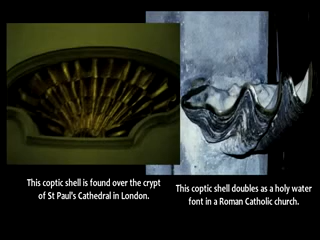 This coptic shell is found over the crypt
of St Paul's Cathedral in London.
This coptic shell doubles as a holy water
font in a Roman Catholic church.